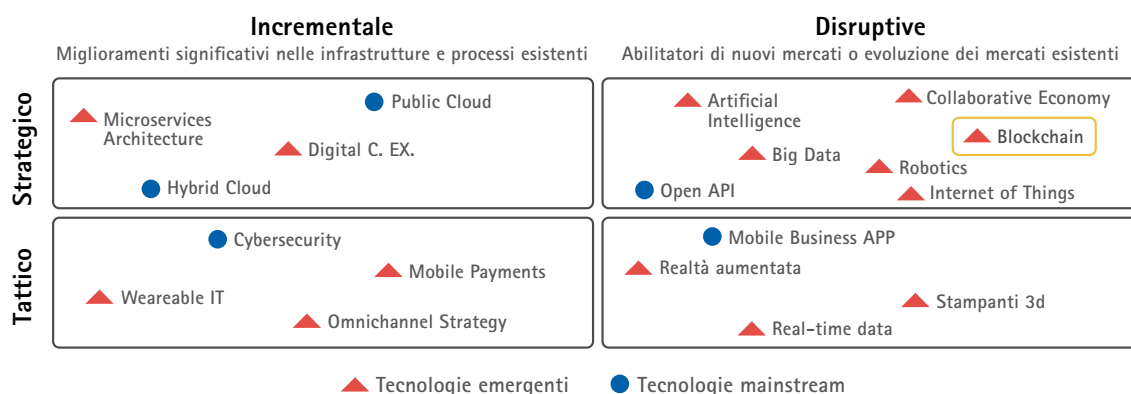 Incrementale
Miglioramenti significativi nelle infrastrutture e processi esistenti
Disruptive
Abilitatori di nuovi mercati o evoluzione dei mercati esistenti
Strategico
Microservices
Architecture
Public Cloud
Digital C. EX.
Hybrid Cloud
Artificial
Intelligence
Collaborative Economy
Blockchain
Big Data
Robotics
Open API
Internet of Things
Tattico
Cybersecurity
Mobile Payments
Weareable IT
Omnichannel Strategy
Mobile Business APP
Realtà aumentata
Stampanti 3d
Real-time data
Tecnologie emergenti
Tecnologie mainstream